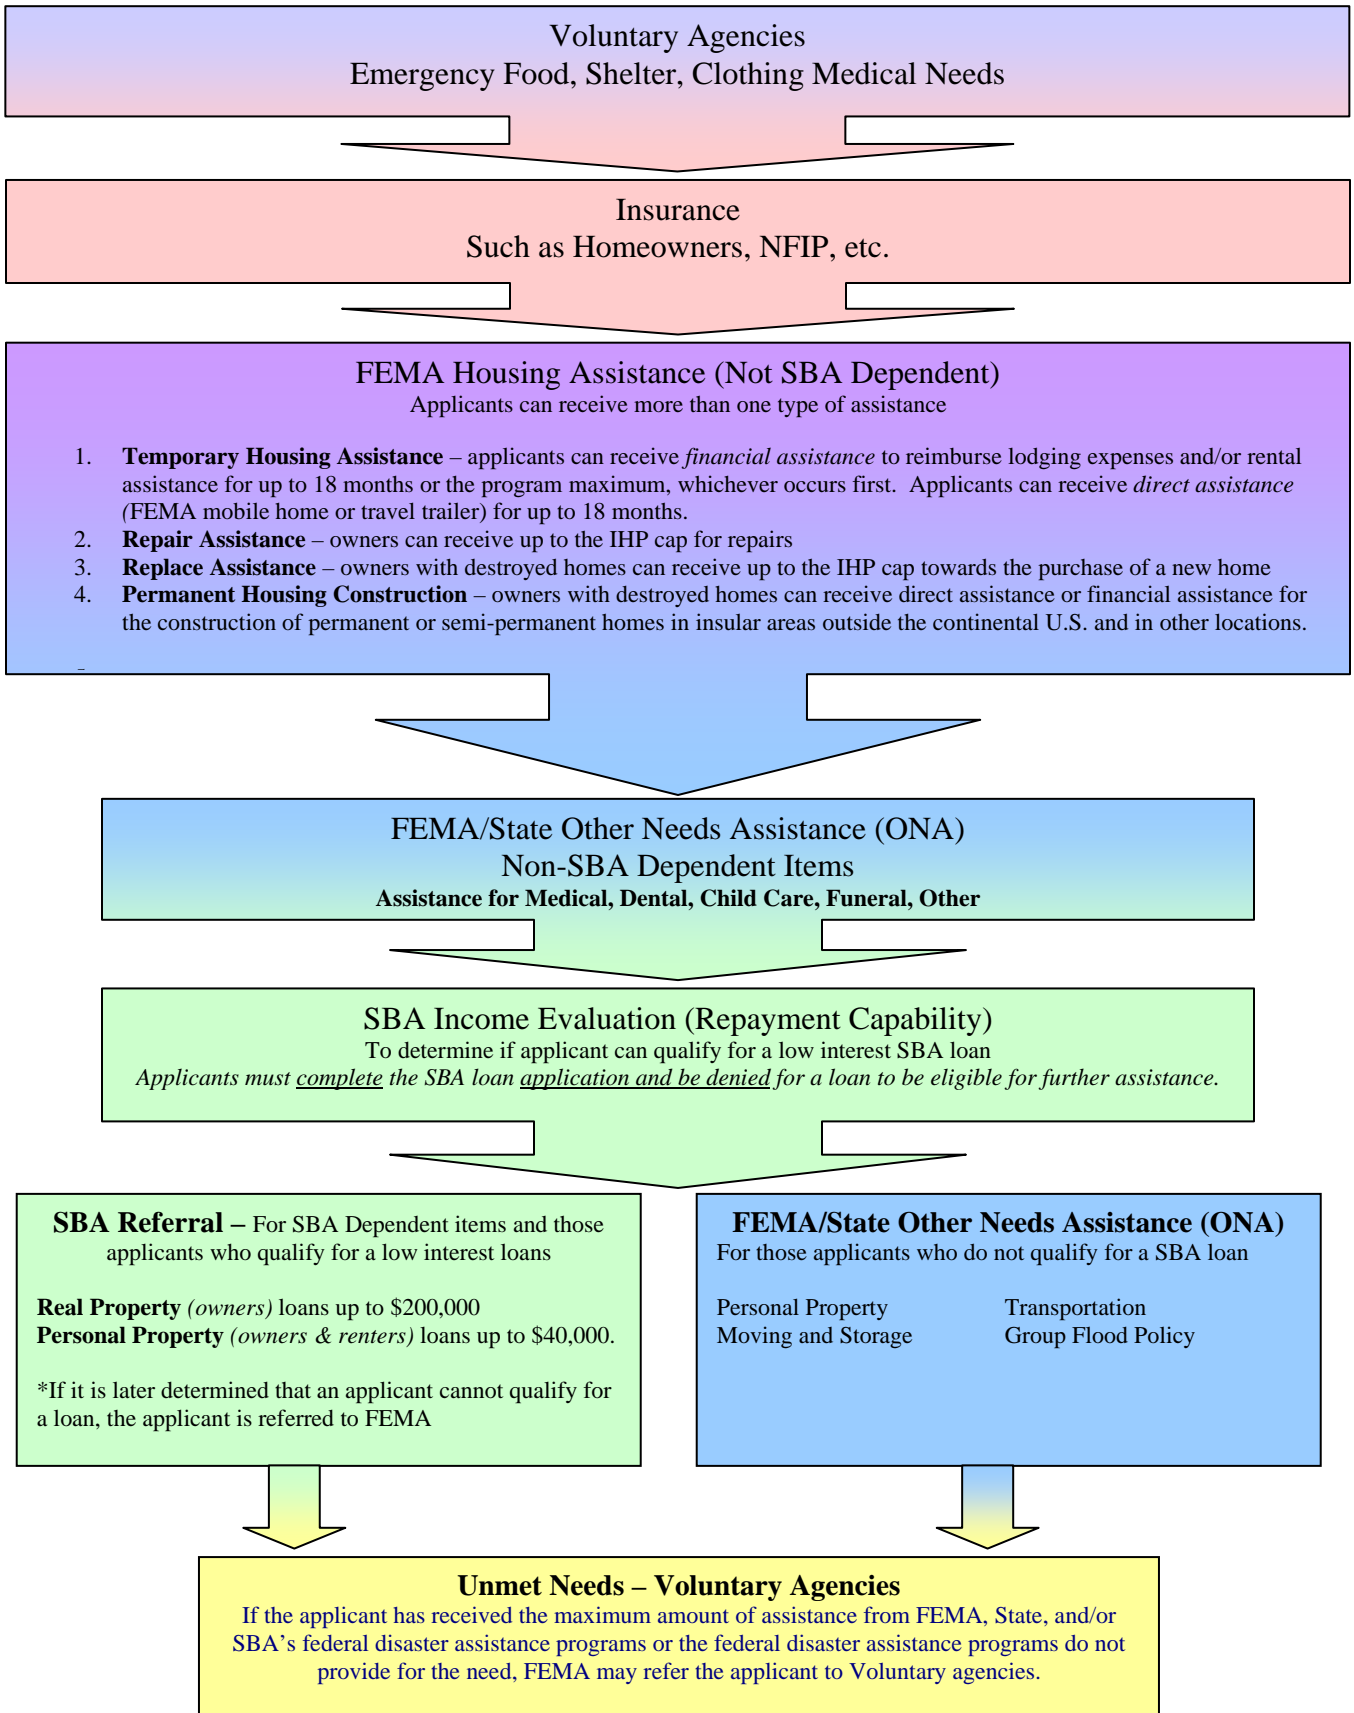 Voluntary Agencies
Emergency Food, Shelter, Clothing Medical Needs
Insurance
Such as Homeowners, NFIP, etc.
FEMA Housing Assistance (Not SBA Dependent)
Applicants can receive more than one type of assistance
1. Temporary Housing Assistance – applicants can receive financial assistance to reimburse lodging expenses and/or rental
assistance for up to 18 months or the program maximum, whichever occurs first. Applicants can receive direct assistance
(FEMA mobile home or travel trailer) for up to 18 months.
2. Repair Assistance – owners can receive up to the IHP cap for repairs
3. Replace Assistance – owners with destroyed homes can receive up to the IHP cap towards the purchase of a new home
4. Permanent Housing Construction – owners with destroyed homes can receive direct assistance or financial assistance for
the construction of permanent or semi-permanent homes in insular areas outside the continental U.S. and in other locations.
FEMA/State Other Needs Assistance (ONA)
Non-SBA Dependent Items
Assistance for Medical, Dental, Child Care, Funeral, Other
SBA Income Evaluation (Repayment Capability)
To determine if applicant can qualify for a low interest SBA loan
Applicants must complete the SBA loan application and be denied for a loan to be eligible for further assistance.
SBA Referral – For SBA Dependent items and those
applicants who qualify for a low interest loans
Real Property (owners) loans up to $200,000
Personal Property (owners & renters) loans up to $40,000.
*If it is later determined that an applicant cannot qualify for
a loan, the applicant is referred to FEMA
FEMA/State Other Needs Assistance (ONA)
For those applicants who do not qualify for a SBA loan
Personal Property Transportation
Moving and Storage Group Flood Policy
Unmet Needs – Voluntary Agencies
If the applicant has received the maximum amount of assistance from FEMA, State, and/or
SBA’s federal disaster assistance programs or the federal disaster assistance programs do not
provide for the need, FEMA may refer the applicant to Voluntary agencies.